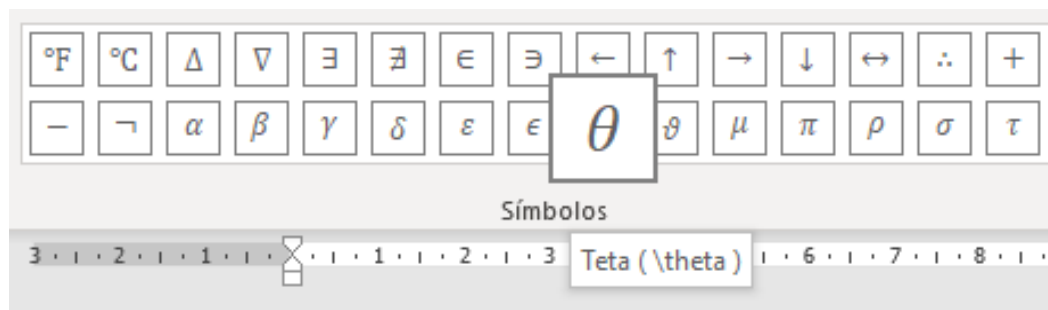 ℉ ℃ ∆ ∇ ∃ ∄ ∈ ∋ ← ↑ → ↓ ↔ ∴ +
− ¬ α β γ δ ε ϵ θ ϑ μ π ρ σ τ
Símbolos
3 2 1 1 2 3 6 7 8
Teta ( \theta )